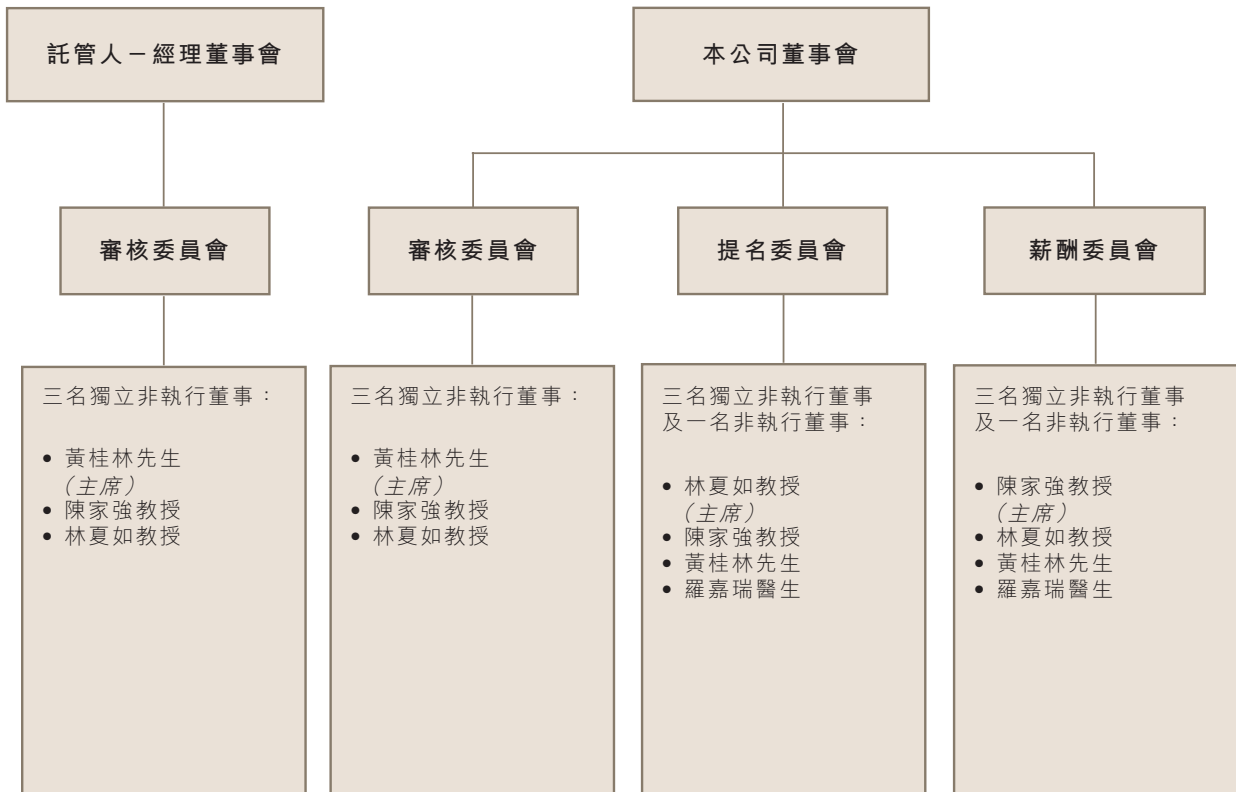 託管人－經理董事會
本公司董事會
審核委員會
審核委員會
提名委員會
薪酬委員會
三名獨立非執行董事：
• 黃桂林先生
（主席）
• 陳家強教授
• 林夏如教授
三名獨立非執行董事：
• 黃桂林先生
（主席）
• 陳家強教授
• 林夏如教授
三名獨立非執行董事
及一名非執行董事：
• 林夏如教授
（主席）
• 陳家強教授
• 黃桂林先生
• 羅嘉瑞醫生
三名獨立非執行董事
及一名非執行董事：
• 陳家強教授
（主席）
• 林夏如教授
• 黃桂林先生
• 羅嘉瑞醫生